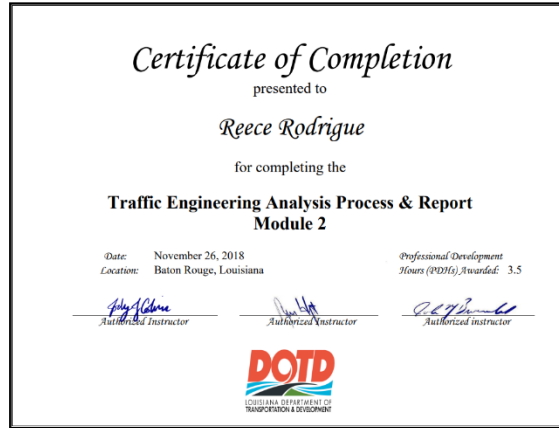 Certificate of Completion
presented to
Reece Rodrigue
for completing the
Traffic Engineering Analysis Process & Report
Module 2
Date: November 26, 2018
Location: Baton Rouge, Louisiana
Professional Development
Hours (PDHs) Awarded: 3.5
Authorized Instructor
Authorized Instructor
Authorized instructor
DOTD
LOUISIANA DEPARTMENT OF
TRANSPORTATION & DEVELOPMENT